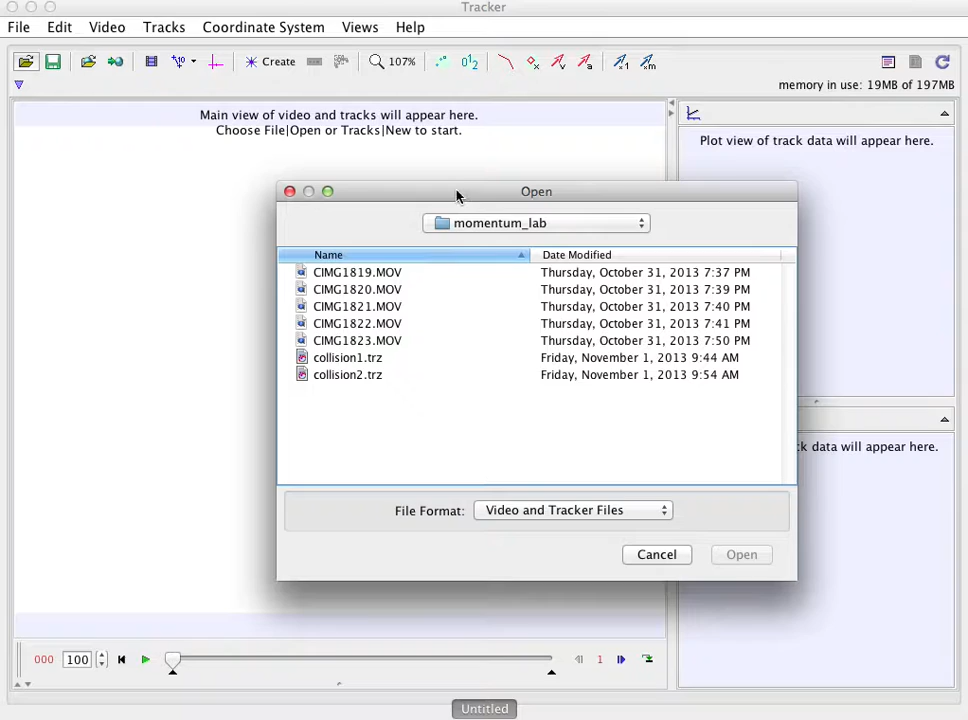 Tracker
File Edit Video Tracks Coordinate System Views Help
Create 107%
memory in use: 19MB of 197MB
Main view of video and tracks will appear here.
Choose File|Open or Tracks|New to start.
Plot view of track data will appear here.
Open
momentum_lab
Name Date Modified
CIMG1819.MOV Thursday, October 31, 2013 7:37 PM
CIMG1820.MOV Thursday, October 31, 2013 7:39 PM
CIMG1821.MOV Thursday, October 31, 2013 7:40 PM
CIMG1822.MOV Thursday, October 31, 2013 7:41 PM
CIMG1823.MOV Thursday, October 31, 2013 7:50 PM
collision1.trz Friday, November 1, 2013 9:44 AM
collision2.trz Friday, November 1, 2013 9:54 AM
ck data will appear here.
File Format: Video and Tracker Files
Cancel Open
000 100 1
Untitled